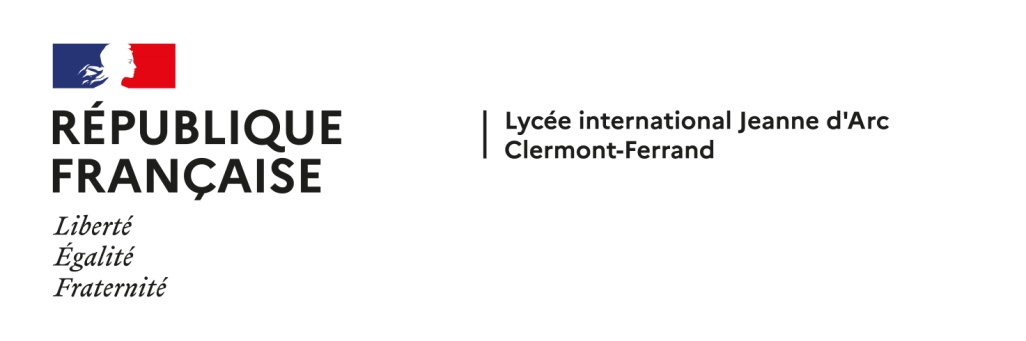 RÉPUBLIQUE
FRANÇAISE
Liberté
Égalité
Fraternité
Lycée international Jeanne d'Arc
Clermont-Ferrand